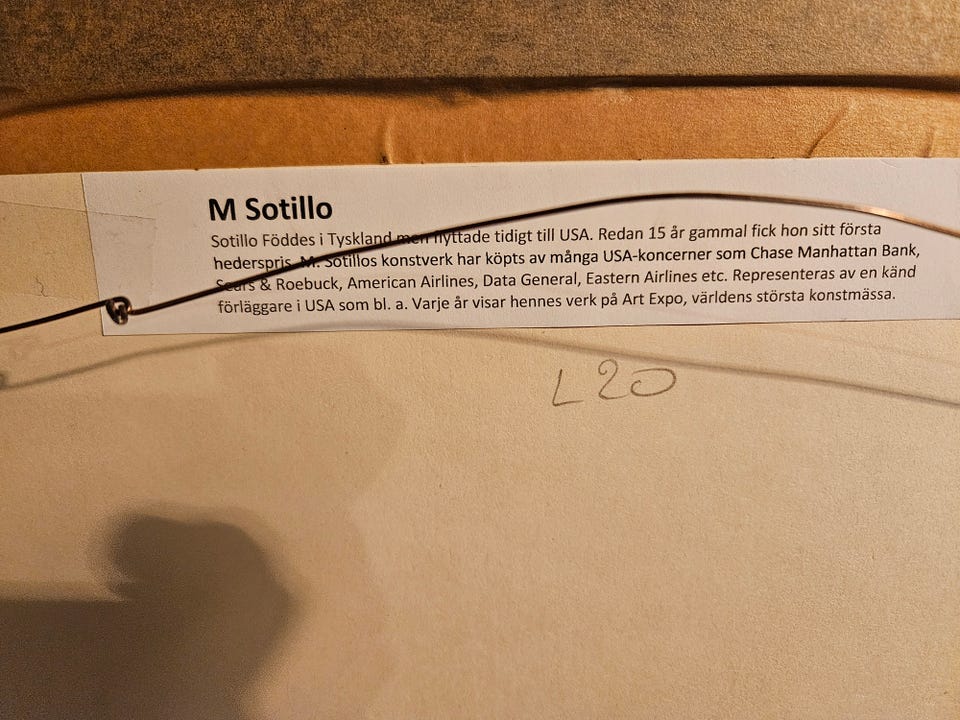 M Sotillo
Sotillo Föddes i Tyskland men flyttade tidigt till USA. Redan 15 år gammal fick hon sitt första
hederspris. M. Sotillos konstverk har köpts av många USA-koncerner som Chase Manhattan Bank,
Sears & Roebuck, American Airlines, Data General, Eastern Airlines etc. Representeras av en känd
förläggare i USA som bl. a. Varje år visar hennes verk på Art Expo, världens största konstmässa.
L20